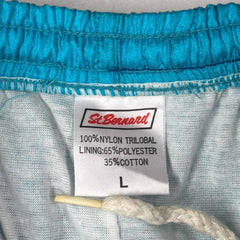 St Bernard
100% NYLON TRILOBAL
LINING: 65% POLYESTER
35% COTTON
L